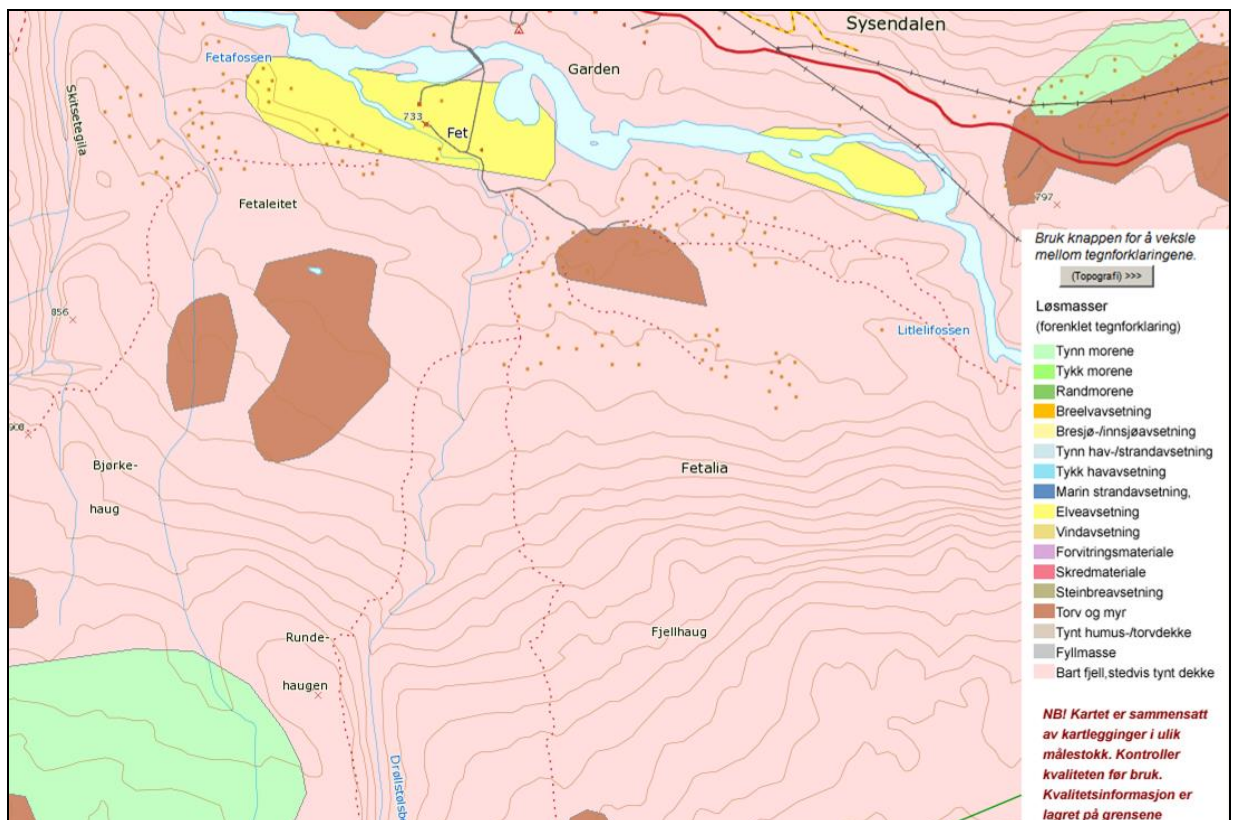 Sysendalen
Fetafossen
Garden
Skitsetegila
733
Fet
Fetaleitet
797
856
Litlelifossen
908
Bjørke-
haug
Fetalia
Runde-
haugen
Fjellhaug
Bruk knappen for å veksle
mellom tegnforklaringene.
(Topografi) >>>
Løsmasser
(forenklet tegnforklaring)
Tynn morene
Tykk morene
Randmorene
Breelvavsetning
Bresjø-/innsjøavsetning
Tynn hav-/strandavsetning
Tykk havavsetning
Marin strandavsetning,
Elveavsetning
Vindavsetning
Forvitringsmateriale
Skredmateriale
Steinbreavsetning
Torv og myr
Tynt humus-/torvdekke
Fyllmasse
Bart fjell,stedvis tynt dekke
NB! Kartet er sammensatt
av kartlegginger i ulik
målestokk. Kontroller
kvaliteten før bruk.
Kvalitetsinformasjon er
lagret på grensene